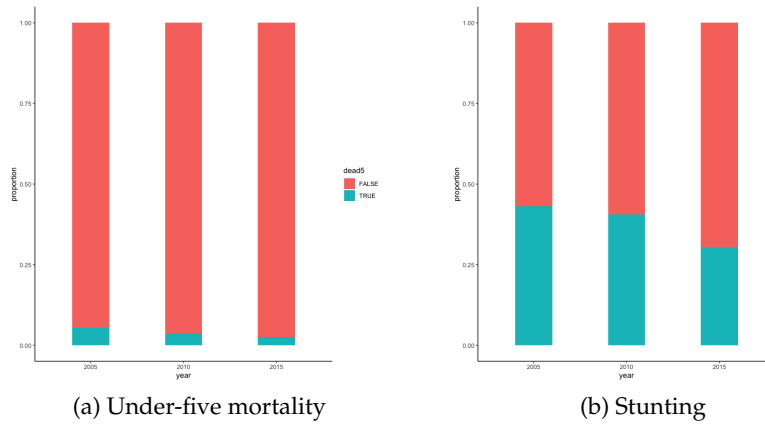 1.00
0.75
0.50
0.25
0.00
proportion
2005 2010 2015
year
dead5
FALSE
TRUE
(a) Under-five mortality
1.00
0.75
0.50
0.25
0.00
proportion
2005 2010 2015
year
(b) Stunting